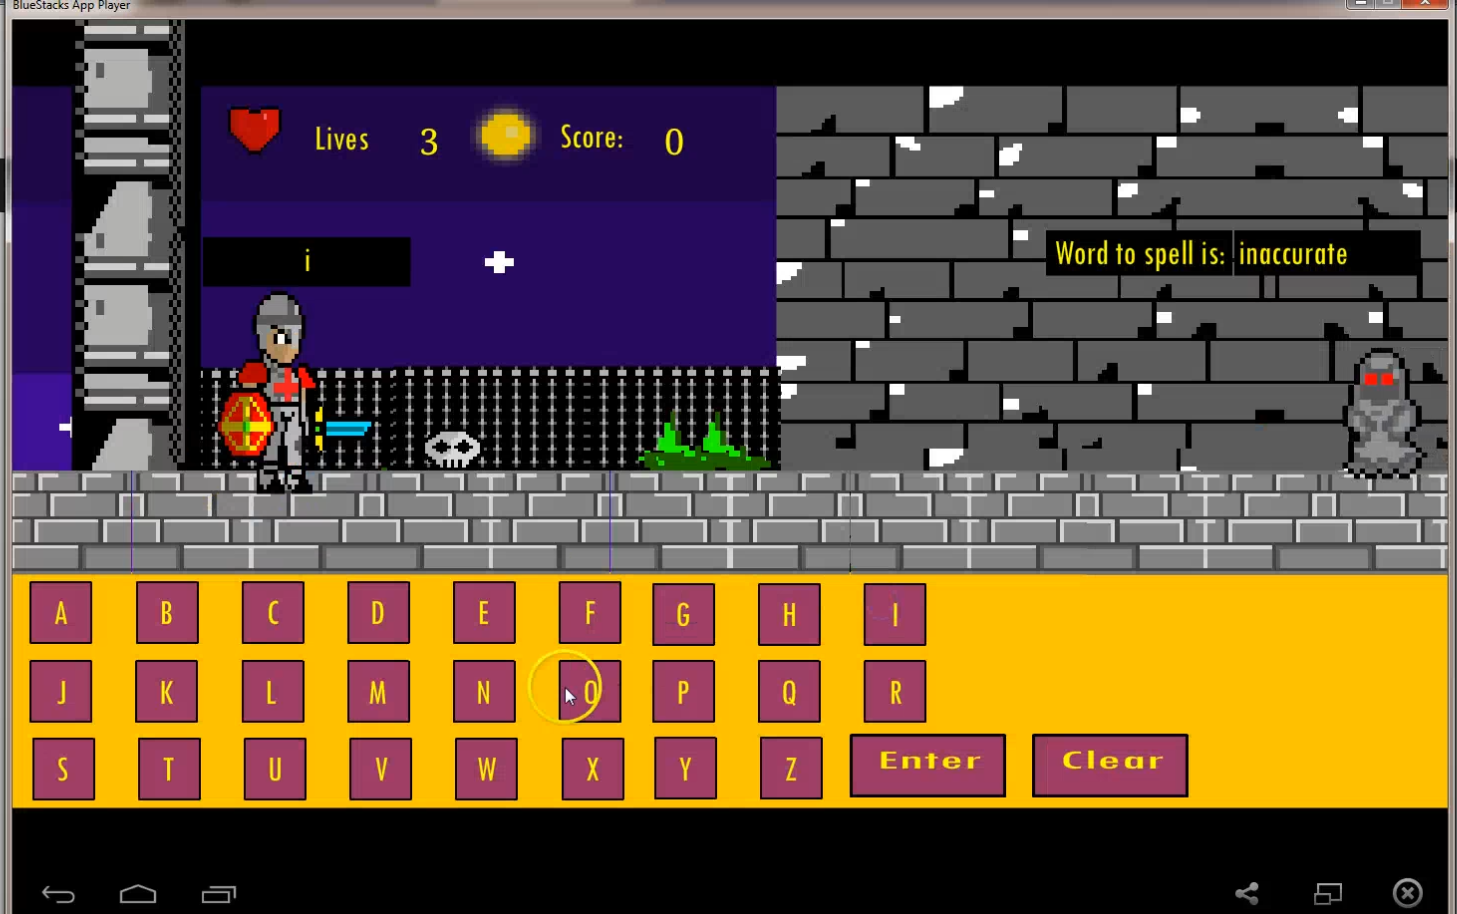 BlueStacks App Player
Lives 3 Score: 0
i
Word to spell is: inaccurate
A B C D E F G H I
J K L M N O P Q R
S T U V W X Y Z Enter Clear